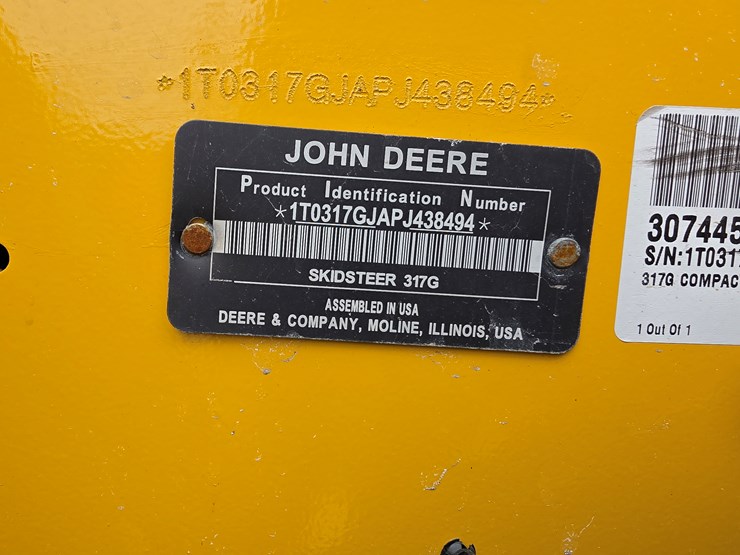 *1T0317GJAPJ438494*
JOHN DEERE
Product Identification Number
*1T0317GJAPJ438494*
SKIDSTEER 317G
ASSEMBLED IN USA
DEERE & COMPANY, MOLINE, ILLINOIS, USA
307445
S/N:1T031
317G COMPAC
1 Out Of 1